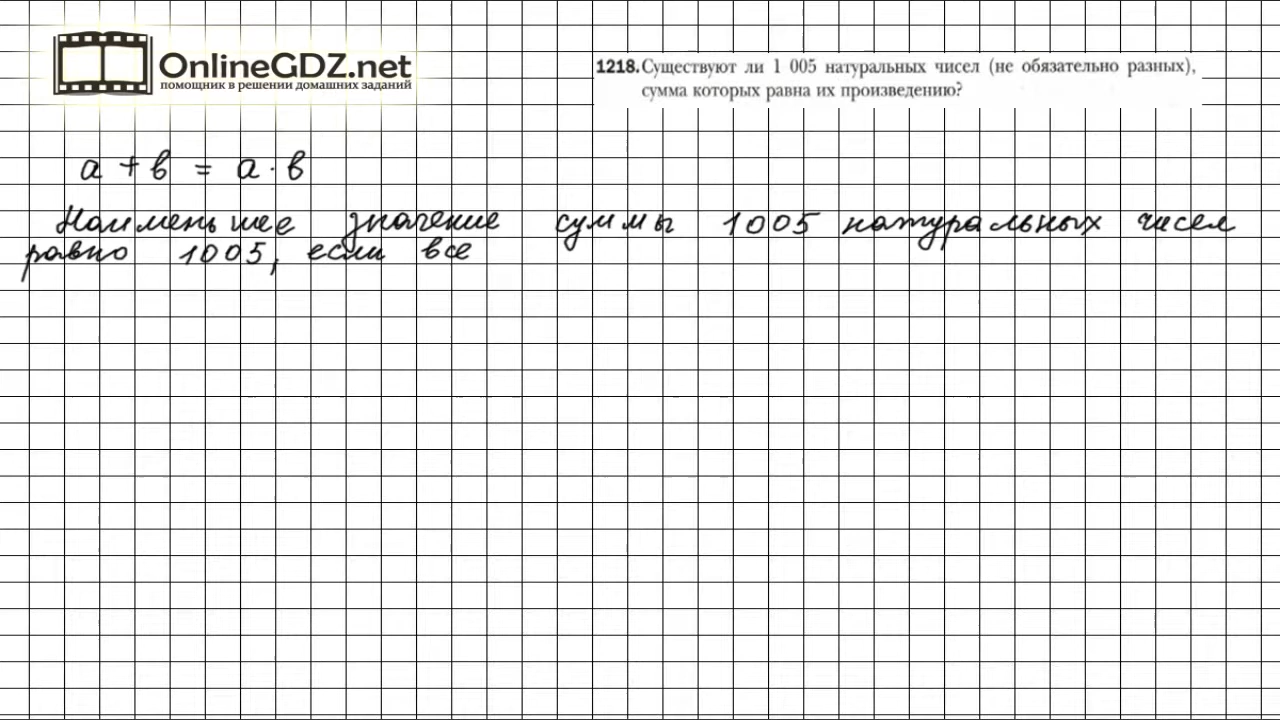 OnlineGDZ.net
помощник в решении домашних заданий
1218. Существуют ли 1 005 натуральных чисел (не обязательно разных),
сумма которых равна их произведению?
а + в = а · в
Наименьшее значение суммы 1005 натуральных чисел
равно 1005, если все